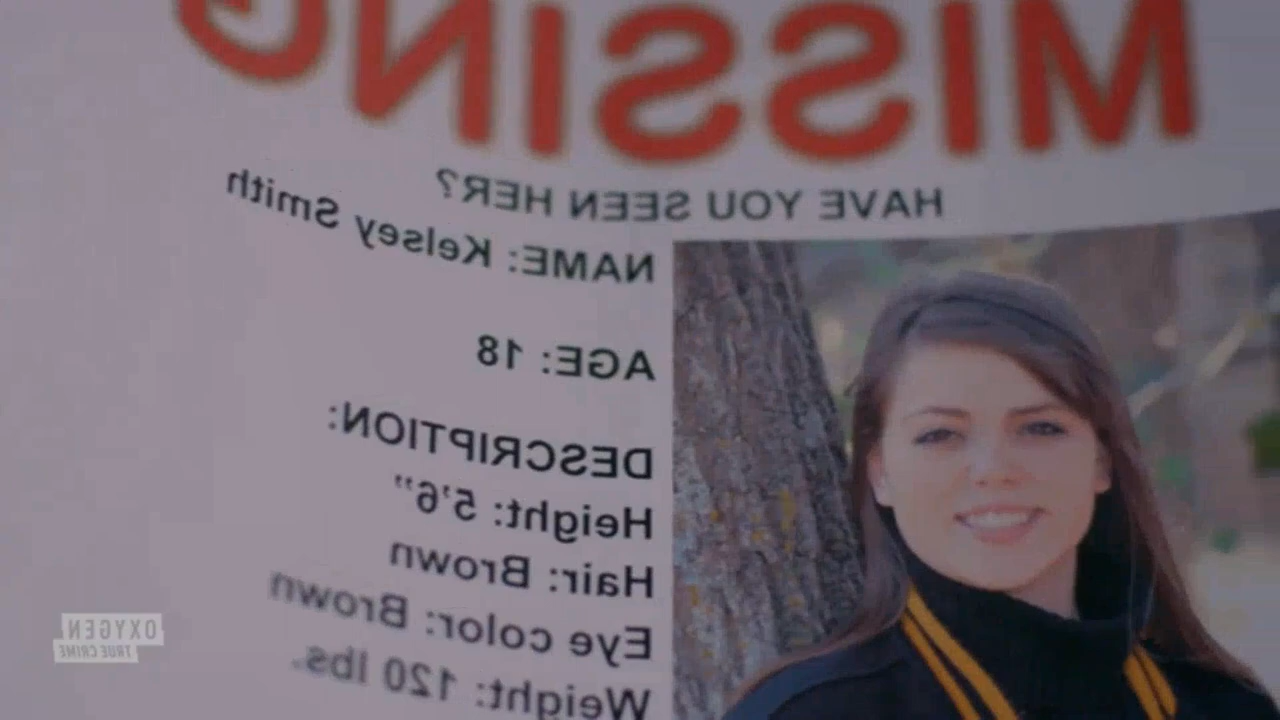 MISSING
HAVE YOU SEEN HER?
NAME: Kelsey Smith
AGE: 18
DESCRIPTION:
Height: 5'6"
Hair: Brown
Eye color: Brown
Weight: 120 lbs.
OXYGEN
TRUE CRIME